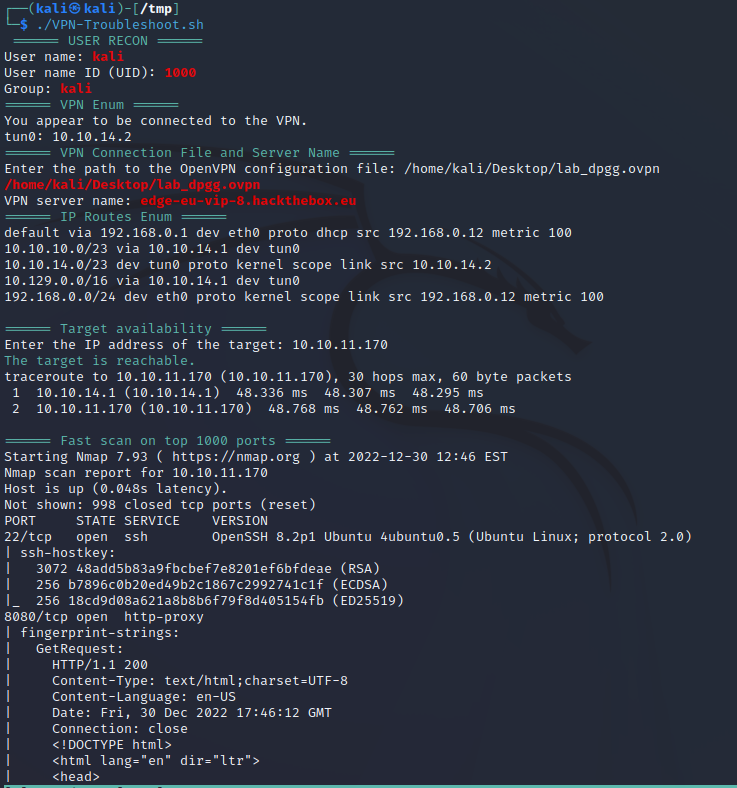 ┌──(kali㉿kali)-[/tmp]
└─$ ./VPN-Troubleshoot.sh
══════ USER RECON ══════
User name: kali
User name ID (UID): 1000
Group: kali
══════ VPN Enum ══════
You appear to be connected to the VPN.
tun0: 10.10.14.2
══════ VPN Connection File and Server Name ══════
Enter the path to the OpenVPN configuration file: /home/kali/Desktop/lab_dpgg.ovpn
/home/kali/Desktop/lab_dpgg.ovpn
VPN server name: edge-eu-vip-8.hackthebox.eu
══════ IP Routes Enum ══════
default via 192.168.0.1 dev eth0 proto dhcp src 192.168.0.12 metric 100
10.10.10.0/23 via 10.10.14.1 dev tun0
10.10.14.0/23 dev tun0 proto kernel scope link src 10.10.14.2
10.129.0.0/16 via 10.10.14.1 dev tun0
192.168.0.0/24 dev eth0 proto kernel scope link src 192.168.0.12 metric 100
══════ Target availability ══════
Enter the IP address of the target: 10.10.11.170
The target is reachable.
traceroute to 10.10.11.170 (10.10.11.170), 30 hops max, 60 byte packets
 1  10.10.14.1 (10.10.14.1)  48.336 ms  48.307 ms  48.295 ms
 2  10.10.11.170 (10.10.11.170)  48.768 ms  48.762 ms  48.706 ms
══════ Fast scan on top 1000 ports ══════
Starting Nmap 7.93 ( https://nmap.org ) at 2022-12-30 12:46 EST
Nmap scan report for 10.10.11.170
Host is up (0.048s latency).
Not shown: 998 closed tcp ports (reset)
PORT     STATE SERVICE    VERSION
22/tcp   open  ssh        OpenSSH 8.2p1 Ubuntu 4ubuntu0.5 (Ubuntu Linux; protocol 2.0)
| ssh-hostkey:
|   3072 48add5b83a9fbcbef7e8201ef6bfdeae (RSA)
|   256 b7896c0b20ed49b2c1867c2992741c1f (ECDSA)
|_  256 18cd9d08a621a8b8b6f79f8d405154fb (ED25519)
8080/tcp open  http-proxy
| fingerprint-strings:
|   GetRequest:
|     HTTP/1.1 200
|     Content-Type: text/html;charset=UTF-8
|     Content-Language: en-US
|     Date: Fri, 30 Dec 2022 17:46:12 GMT
|     Connection: close
|     <!DOCTYPE html>
|     <html lang="en" dir="ltr">
|     <head>